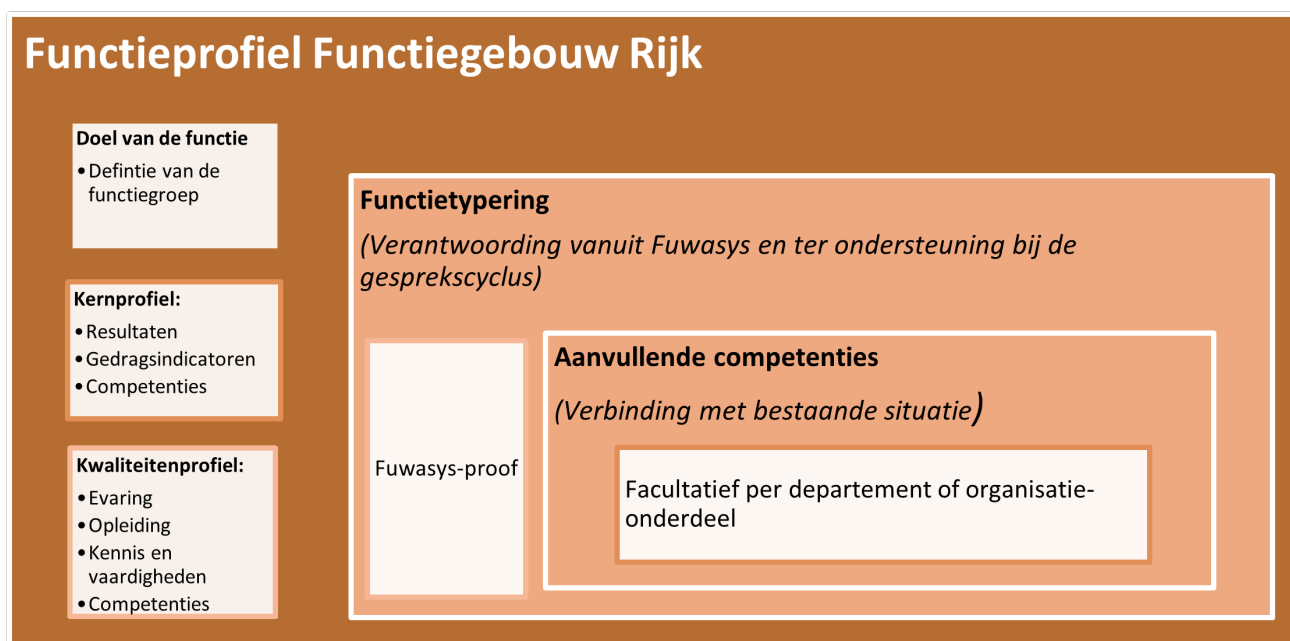 Functieprofiel Functiegebouw Rijk
Doel van de functie
•Defintie van de
functiegroep
Kernprofiel:
•Resultaten
•Gedragsindicatoren
•Competenties
Kwaliteitenprofiel:
•Evaring
•Opleiding
•Kennis en
vaardigheden
•Competenties
Functietypering
(Verantwoording vanuit Fuwasys en ter ondersteuning bij de
gesprekscyclus)
Fuwasys-proof
Aanvullende competenties
(Verbinding met bestaande situatie)
Facultatief per departement of organisatie-
onderdeel